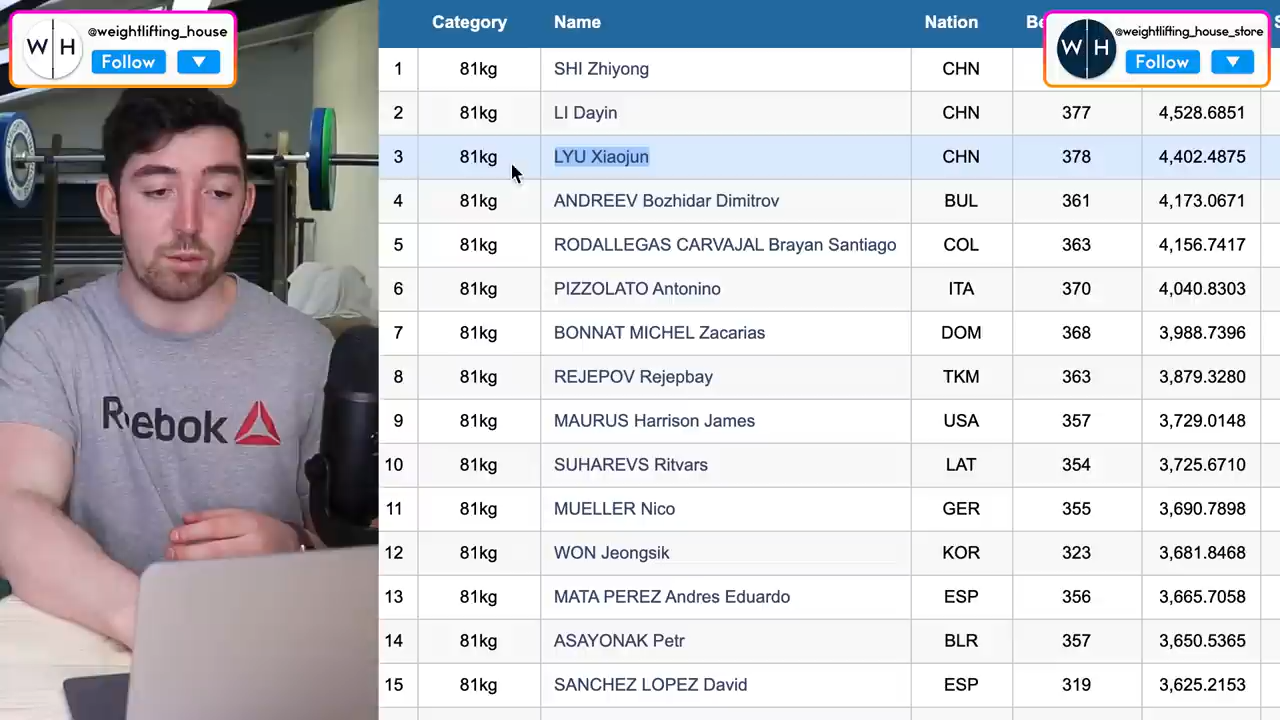 W H
@weightlifting_house
Follow
Category Name Nation
W H
@weightlifting_house_store
Follow
1 81kg SHI Zhiyong CHN
2 81kg LI Dayin CHN 377 4,528.6851
3 81kg LYU Xiaojun CHN 378 4,402.4875
4 81kg ANDREEV Bozhidar Dimitrov BUL 361 4,173.0671
5 81kg RODALLEGAS CARVAJAL Brayan Santiago COL 363 4,156.7417
6 81kg PIZZOLATO Antonino ITA 370 4,040.8303
7 81kg BONNAT MICHEL Zacarias DOM 368 3,988.7396
8 81kg REJEPOV Rejepbay TKM 363 3,879.3280
9 81kg MAURUS Harrison James USA 357 3,729.0148
10 81kg SUHAREVS Ritvars LAT 354 3,725.6710
11 81kg MUELLER Nico GER 355 3,690.7898
12 81kg WON Jeongsik KOR 323 3,681.8468
13 81kg MATA PEREZ Andres Eduardo ESP 356 3,665.7058
14 81kg ASAYONAK Petr BLR 357 3,650.5365
15 81kg SANCHEZ LOPEZ David ESP 319 3,625.2153
Reebok